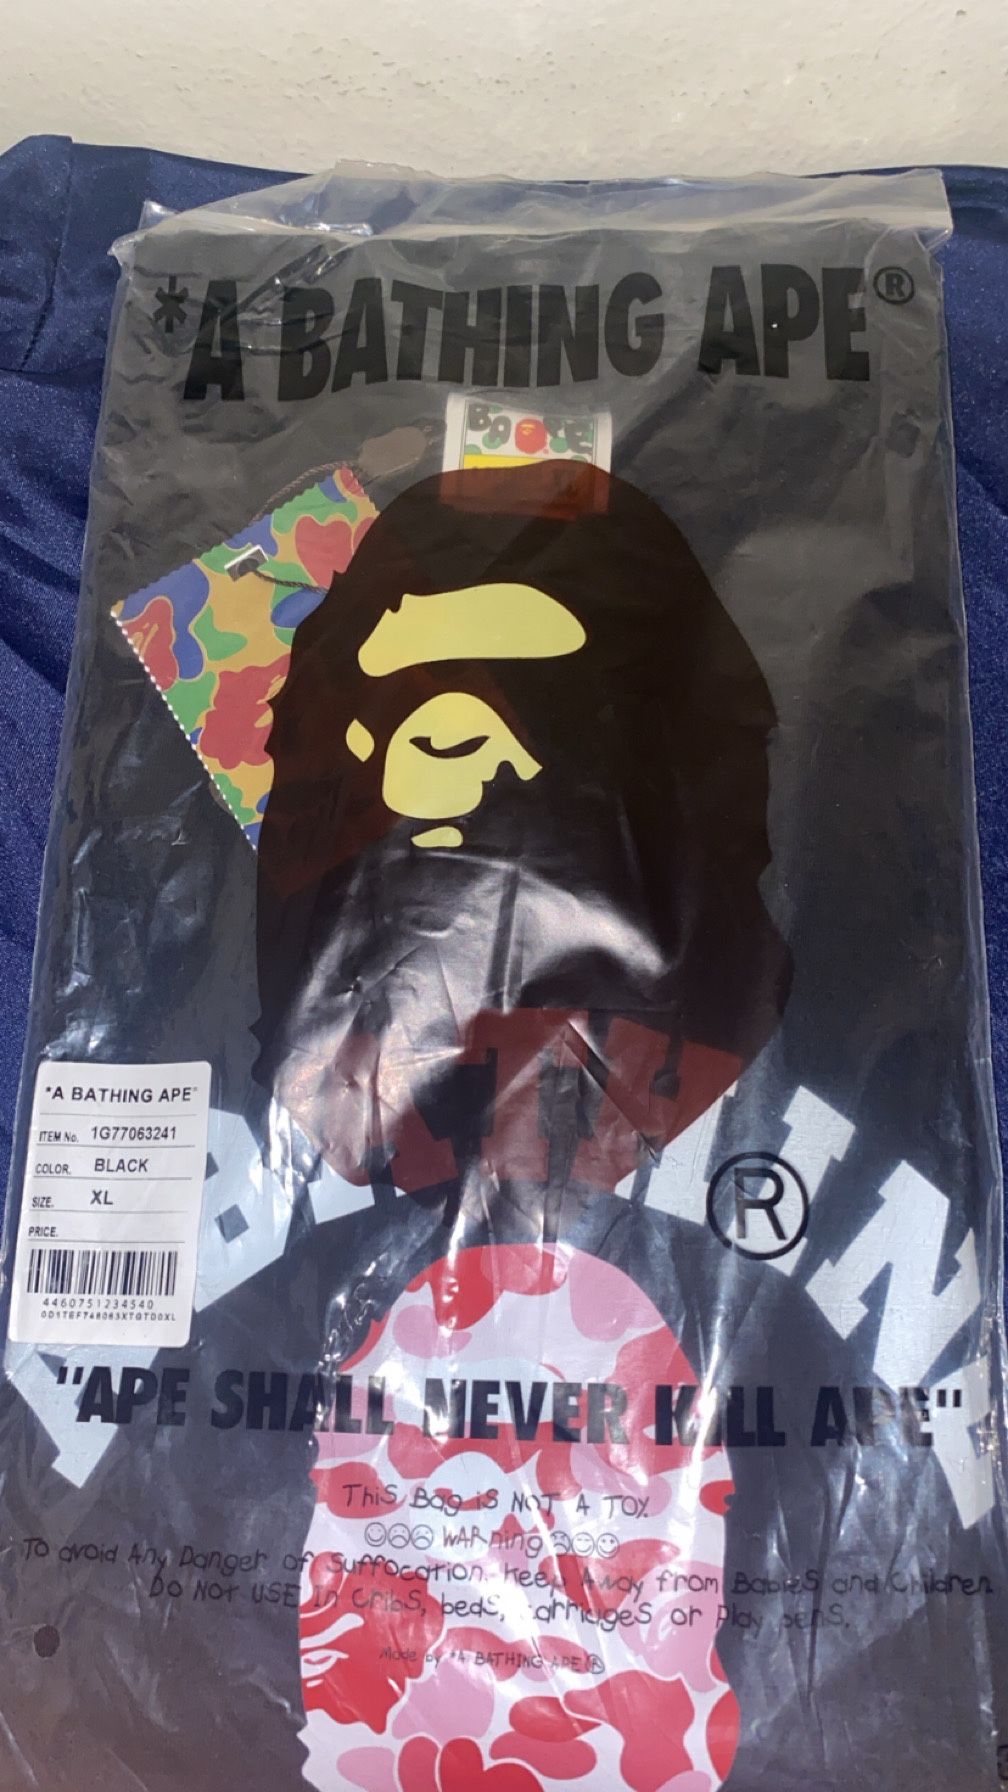 *A BATHING APE®
BAPE
*A BATHING APE®
ITEM No. 1G77063241
COLOR. BLACK
SIZE. XL
PRICE.
4460751234540
A BATHING
®
"APE SHALL NEVER KILL APE"
THiS Bag iS NOT A TOY.
WARning
TO avoid Any Danger of Suffocation, Keep Away from BabieS and Children
DO NOT USE In CribS, bedS, carriageS or Play penS.
Made by *A BATHING APE®